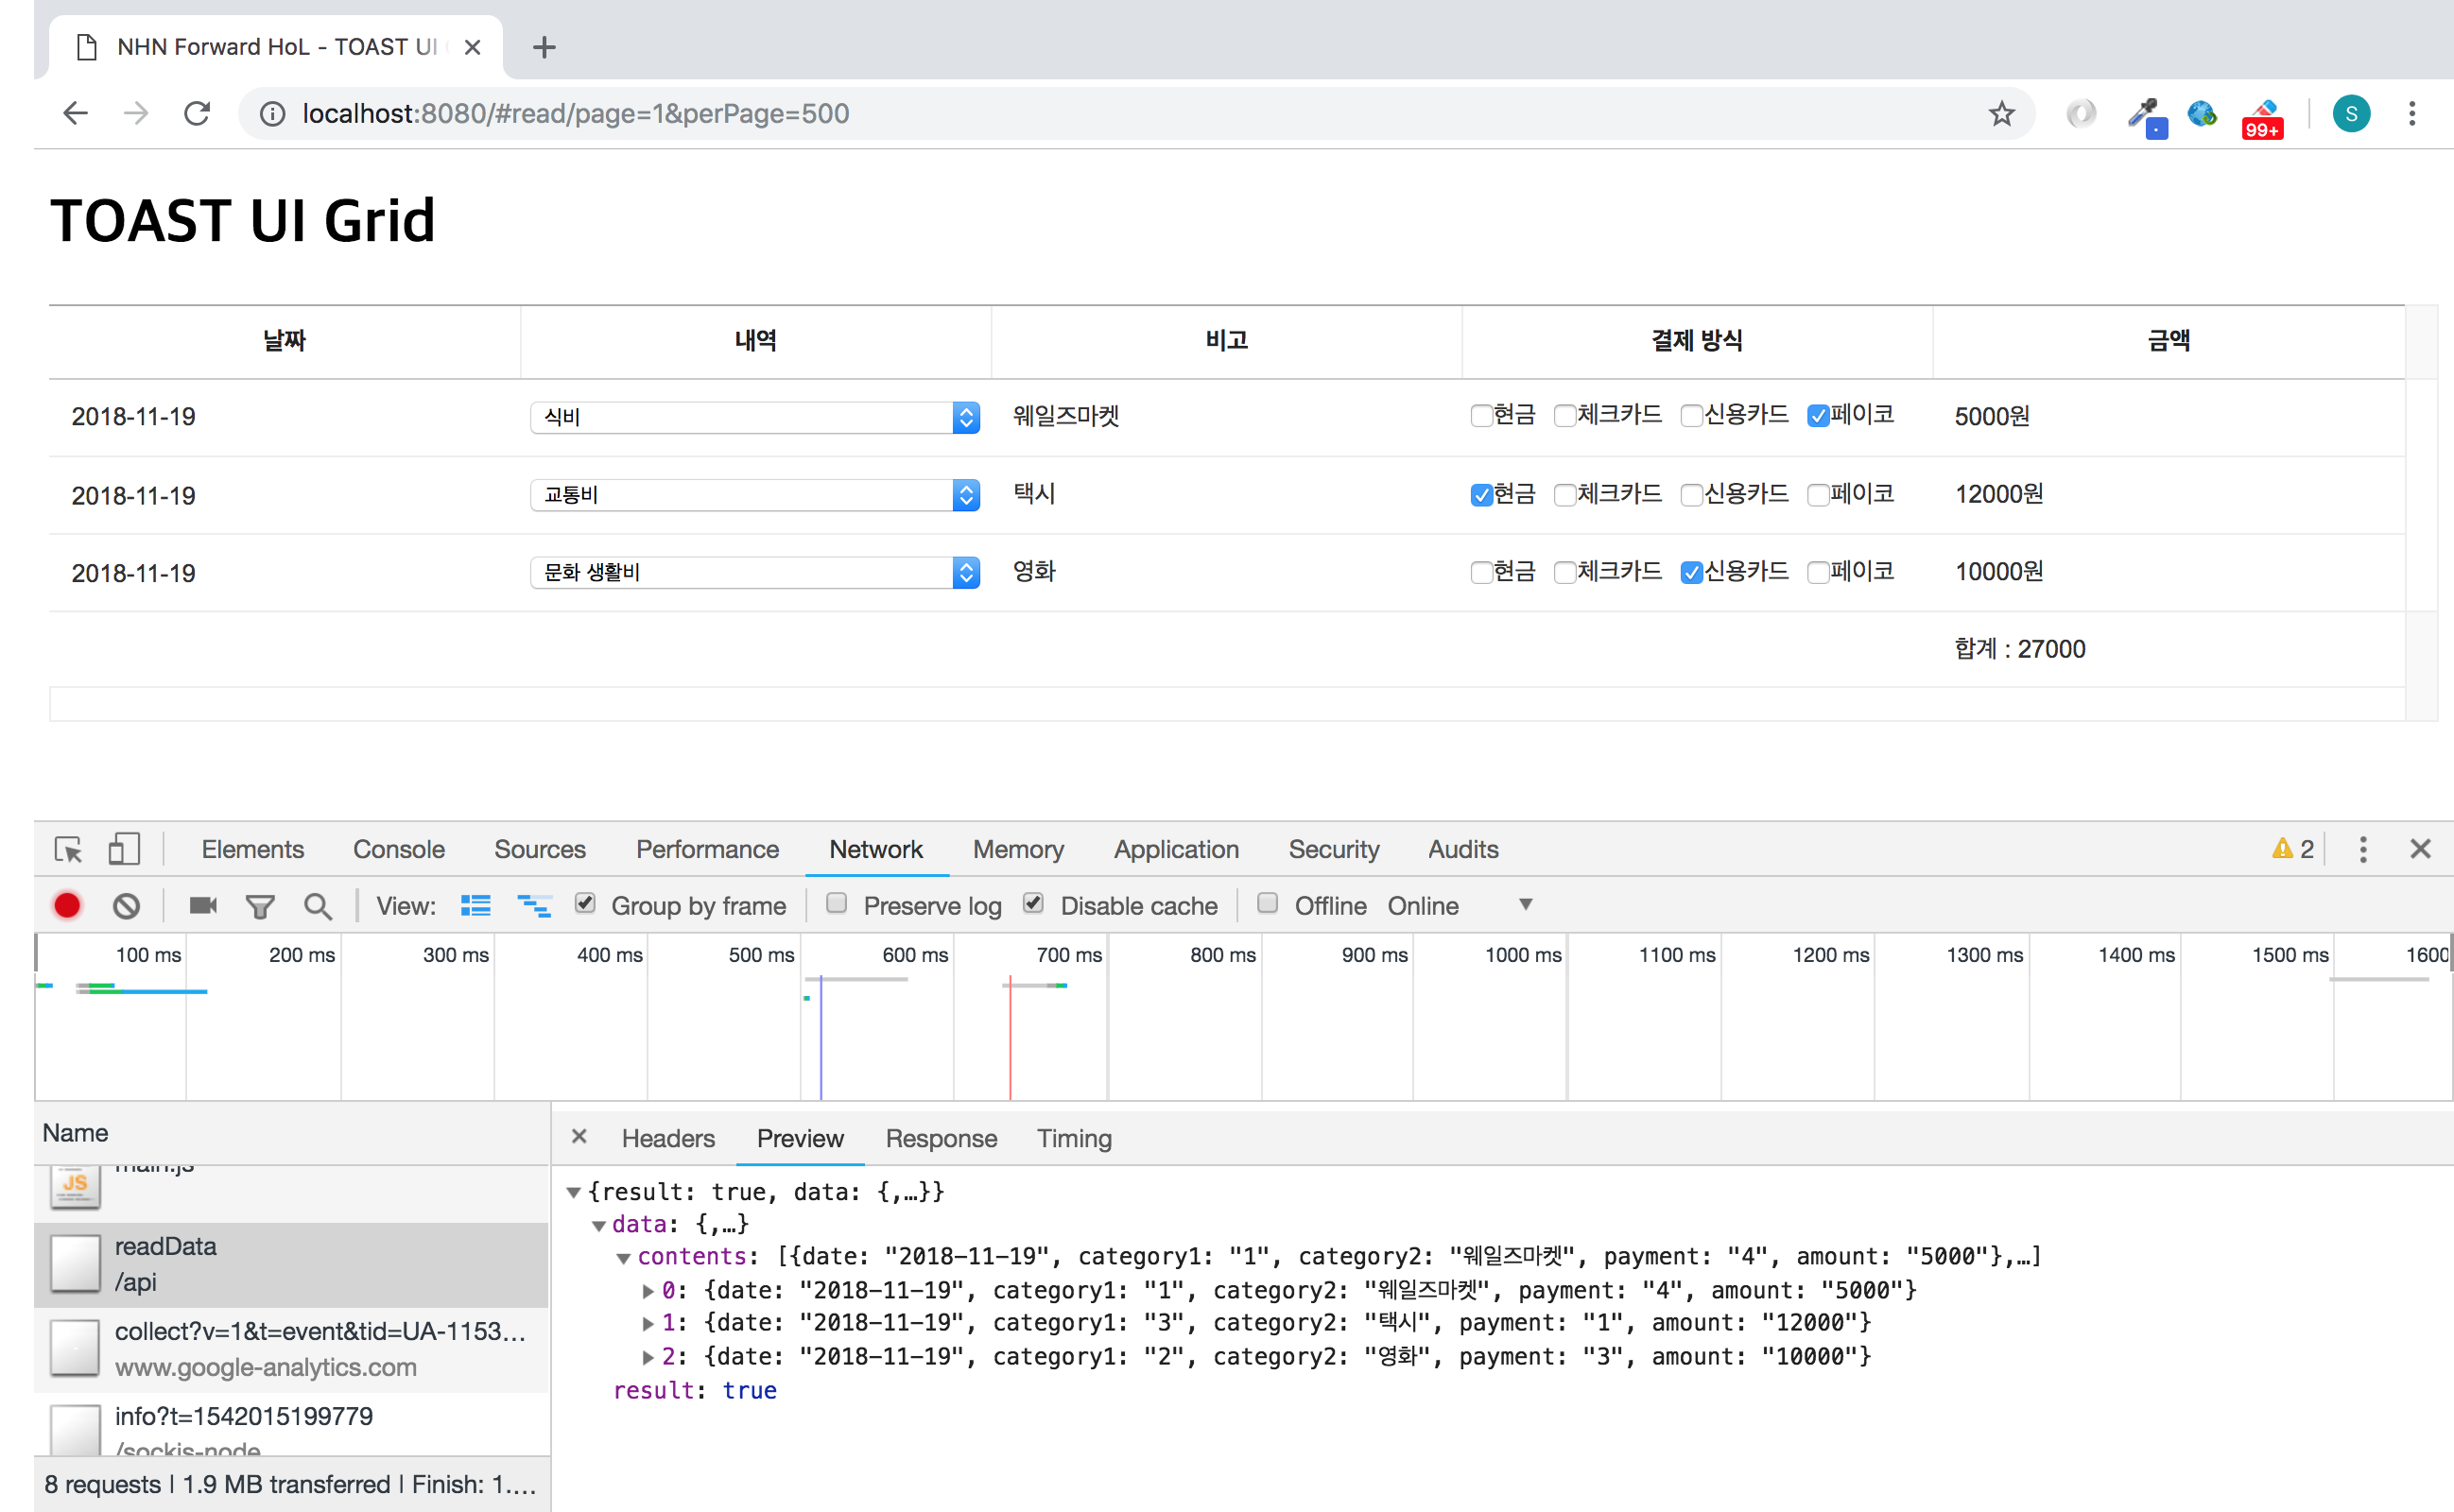 NHN Forward HoL - TOAST UI
localhost:8080/#read/page=1&perPage=500
99+
S
TOAST UI Grid
날짜 내역 비고 결제 방식 금액
2018-11-19 식비 웨일즈마켓 현금 체크카드 신용카드 페이코 5000원
2018-11-19 교통비 택시 현금 체크카드 신용카드 페이코 12000원
2018-11-19 문화 생활비 영화 현금 체크카드 신용카드 페이코 10000원
합계 : 27000
Elements Console Sources Performance Network Memory Application Security Audits 2
View: Group by frame Preserve log Disable cache Offline Online
100 ms 200 ms 300 ms 400 ms 500 ms 600 ms 700 ms 800 ms 900 ms 1000 ms 1100 ms 1200 ms 1300 ms 1400 ms 1500 ms 1600
Name
main.js
JS
readData
/api
collect?v=1&t=event&tid=UA-1153...
www.google-analytics.com
info?t=1542015199779
/sockjs-node
8 requests | 1.9 MB transferred | Finish: 1....
Headers Preview Response Timing
{result: true, data: {,…}}
data: {,…}
contents: [{date: "2018-11-19", category1: "1", category2: "웨일즈마켓", payment: "4", amount: "5000"},…]
0: {date: "2018-11-19", category1: "1", category2: "웨일즈마켓", payment: "4", amount: "5000"}
1: {date: "2018-11-19", category1: "3", category2: "택시", payment: "1", amount: "12000"}
2: {date: "2018-11-19", category1: "2", category2: "영화", payment: "3", amount: "10000"}
result: true